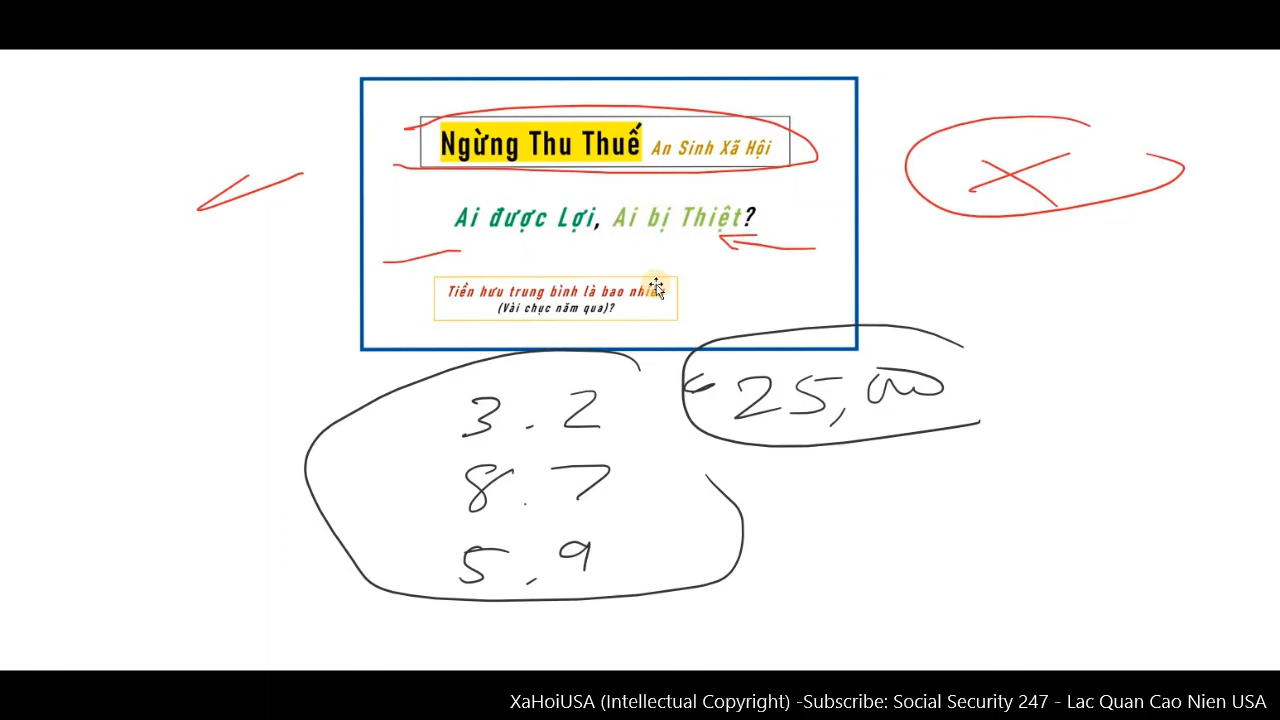 Ngừng Thu Thuế An Sinh Xã Hội
Ai được Lợi, Ai bị Thiệt?
Tiền hưu trung bình là bao
(Vài chục năm qua)?
25,00
3.2
8.7
5.9
XaHoiUSA (Intellectual Copyright) -Subscribe: Social Security 247 - Lac Quan Cao Nien USA